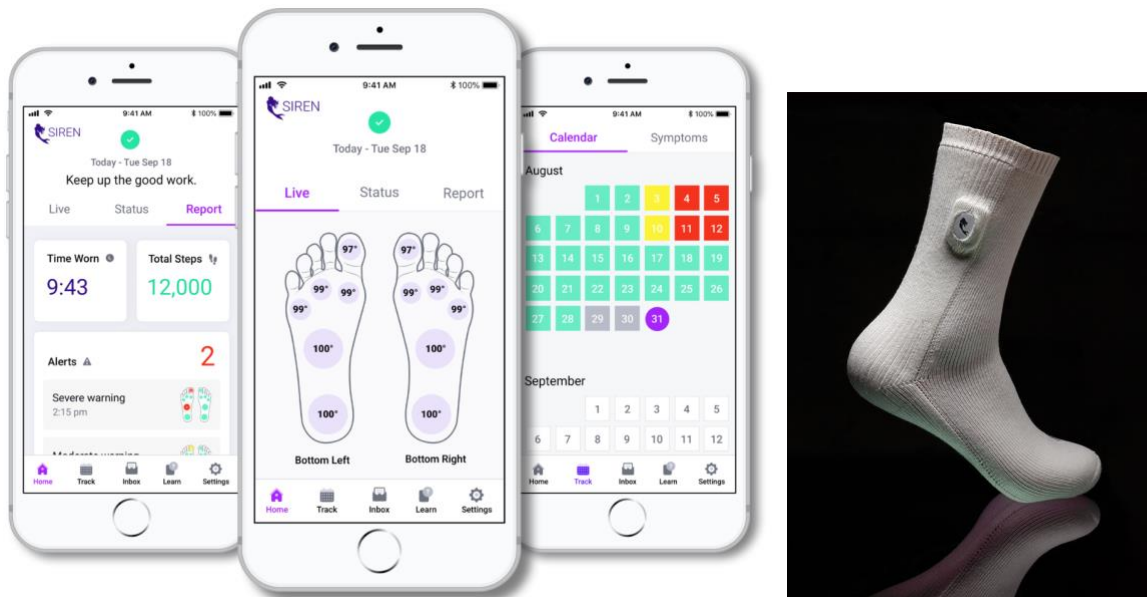 9:41 AM
100%
SIREN
Today - Tue Sep 18
Keep up the good work.
Live Status Report
Time Worn
9:43
Total Steps
12,000
Alerts
2
Severe warning
2:15 pm
Moderate warning
Home Track Inbox Learn Settings
9:41 AM
100%
SIREN
Today - Tue Sep 18
Live Status Report
97° 97°
99° 99° 99° 99°
99° 99°
100° 100°
100° 100°
Bottom Left Bottom Right
Home Track Inbox Learn Settings
9:41 AM
100%
Calendar Symptoms
August
1 2 3 4 5
6 7 8 9 10 11 12
13 14 15 16 17 18 19
20 21 22 23 24 25 26
27 28 29 30 31
September
1 2 3 4 5
6 7 8 9 10 11 12
Home Track Inbox Learn Settings